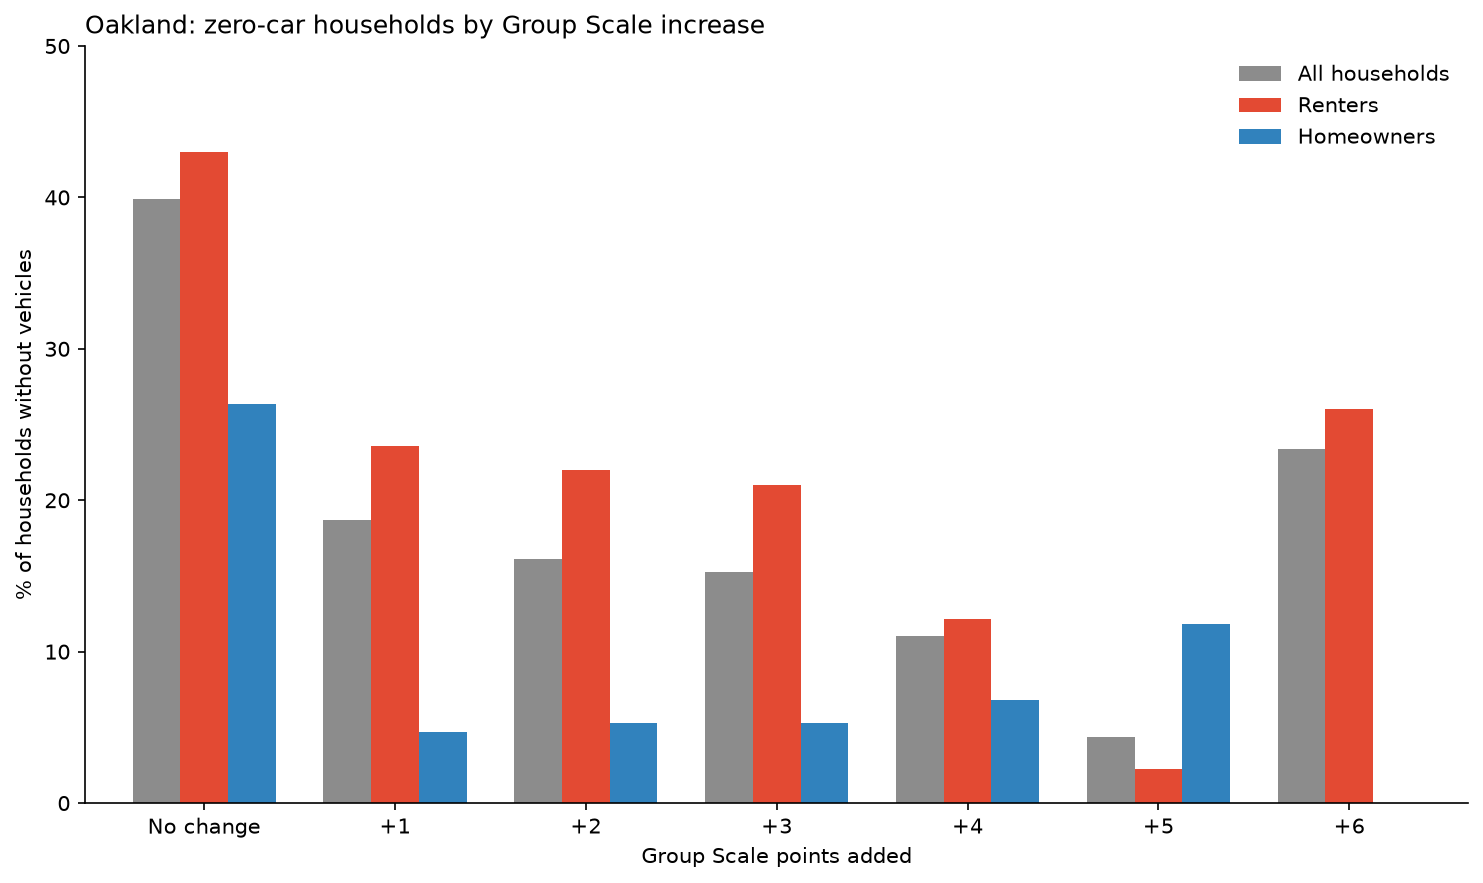 Oakland: zero-car households by Group Scale increase
All households
Renters
Homeowners
% of households without vehicles
50
40
30
20
10
0
No change +1 +2 +3 +4 +5 +6
Group Scale points added